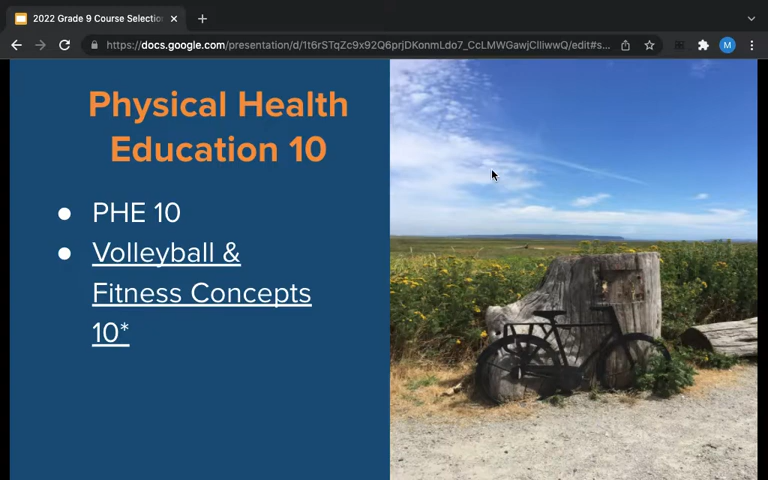 2022 Grade 9 Course Selectio
https://docs.google.com/presentation/d/1t6rSTqZc9x92Q6prjDKonmLdo7_CcLMWGawjClIiwwQ/edit#s...
M
Physical Health
Education 10
● PHE 10
● Volleyball &
Fitness Concepts
10*